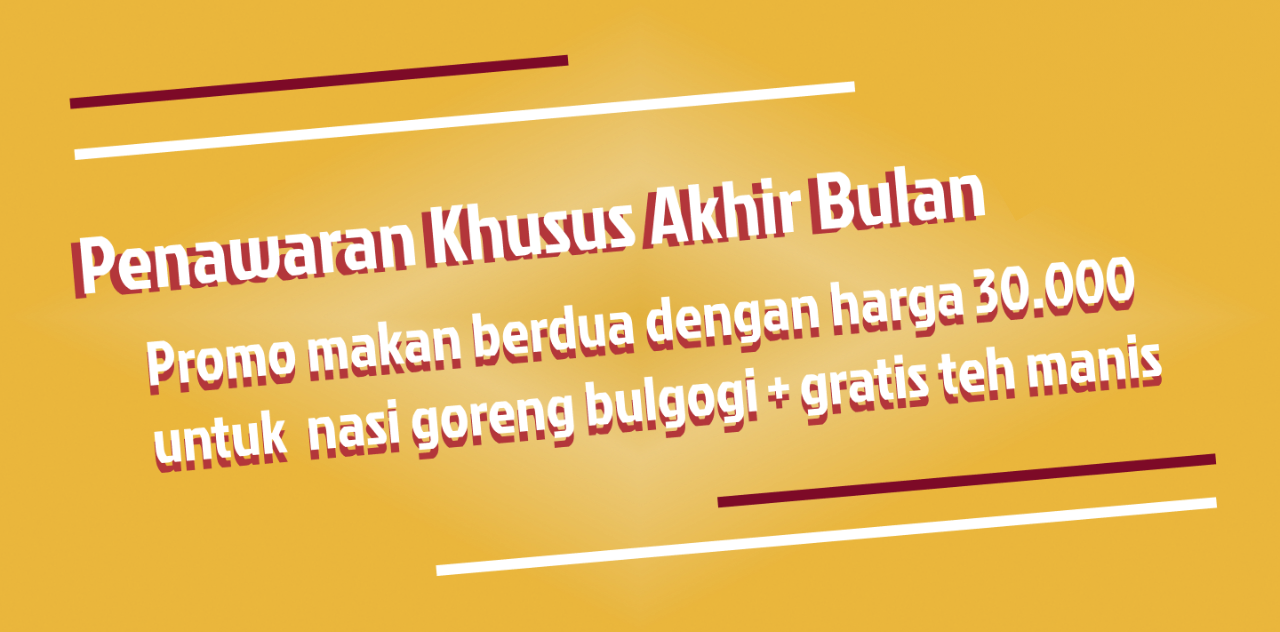 Penawaran Khusus Akhir Bulan
Promo makan berdua dengan harga 30.000
untuk nasi goreng bulgogi + gratis teh manis